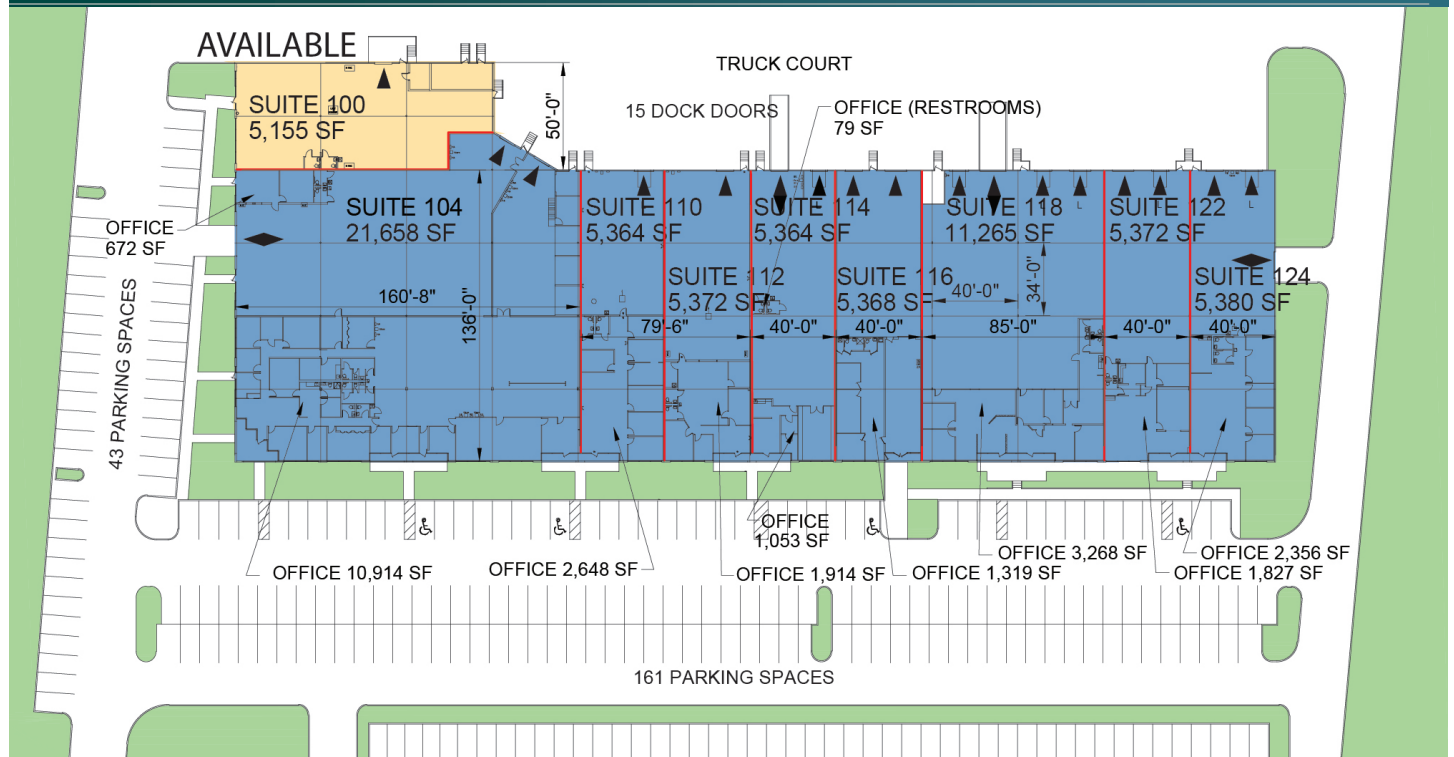 AVAILABLE
TRUCK COURT
SUITE 100
5,155 SF
50'-0"
15 DOCK DOORS
OFFICE (RESTROOMS)
79 SF
OFFICE
672 SF
SUITE 104
21,658 SF
SUITE 110
5,364 SF
SUITE 114
5,364 SF
SUITE 118
11,265 SF
SUITE 122
5,372 SF
L
L
L
SUITE 112
5,372 SF
SUITE 116
5,368 SF
SUITE 124
5,380 SF
160'-8"
136'-0"
40'-0"
34'-0"
79'-6"
40'-0"
40'-0"
85'-0"
40'-0"
40'-0"
43 PARKING SPACES
OFFICE
1,053 SF
OFFICE 10,914 SF
OFFICE 2,648 SF
OFFICE 1,914 SF
OFFICE 1,319 SF
OFFICE 3,268 SF
OFFICE 2,356 SF
OFFICE 1,827 SF
161 PARKING SPACES